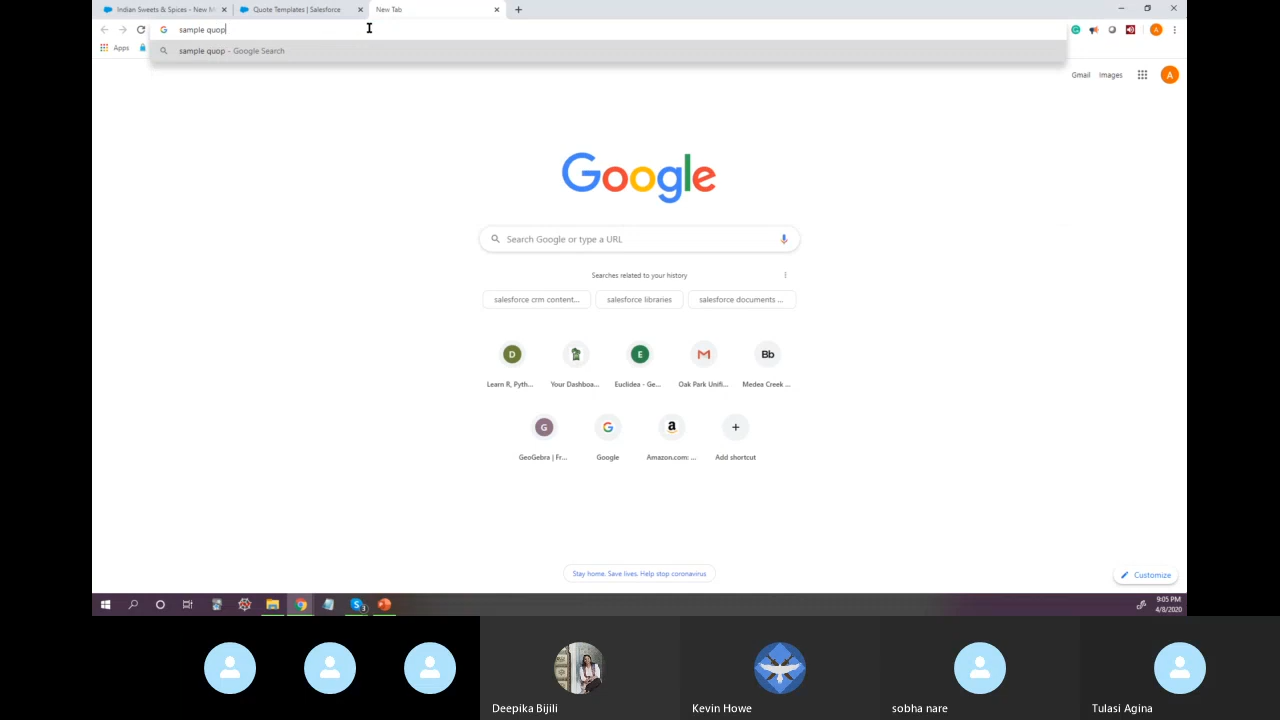 Indian Sweets & Spices - New M
Quote Templates | Salesforce
New Tab
sample quop
Apps
sample quop - Google Search
A
Gmail
Images
A
Google
Search Google or type a URL
Searches related to your history
salesforce crm content...
salesforce libraries
salesforce documents ...
D
E
Bb
Learn R, Pyth...
Your Dashboa...
Euclidea - Ge...
Oak Park Unifi...
Medea Creek ...
G
G
a
GeoGebra | Fr...
Google
Amazon.com: ...
Add shortcut
Stay home. Save lives. Help stop coronavirus
Customize
9:05 PM
4/8/2020
Deepika Bijili
Kevin Howe
sobha nare
Tulasi Agina